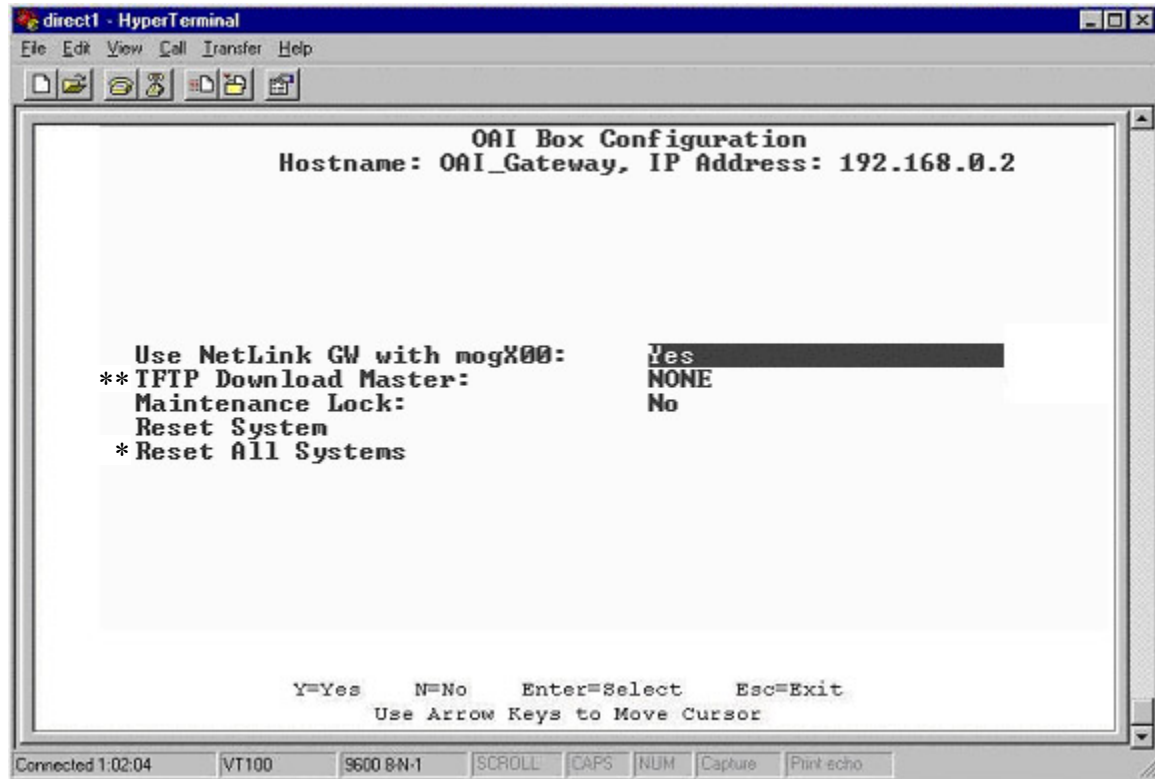 direct1 - HyperTerminal
File Edit View Call Transfer Help
OAI Box Configuration
Hostname: OAI_Gateway, IP Address: 192.168.0.2
Use NetLink GW with mogX00: Yes
** TFTP Download Master: NONE
Maintenance Lock: No
Reset System
* Reset All Systems
Y=Yes N=No Enter=Select Esc=Exit
Use Arrow Keys to Move Cursor
Connected 1:02:04 VT100 9600 8-N-1 SCROLL CAPS NUM Capture Print echo